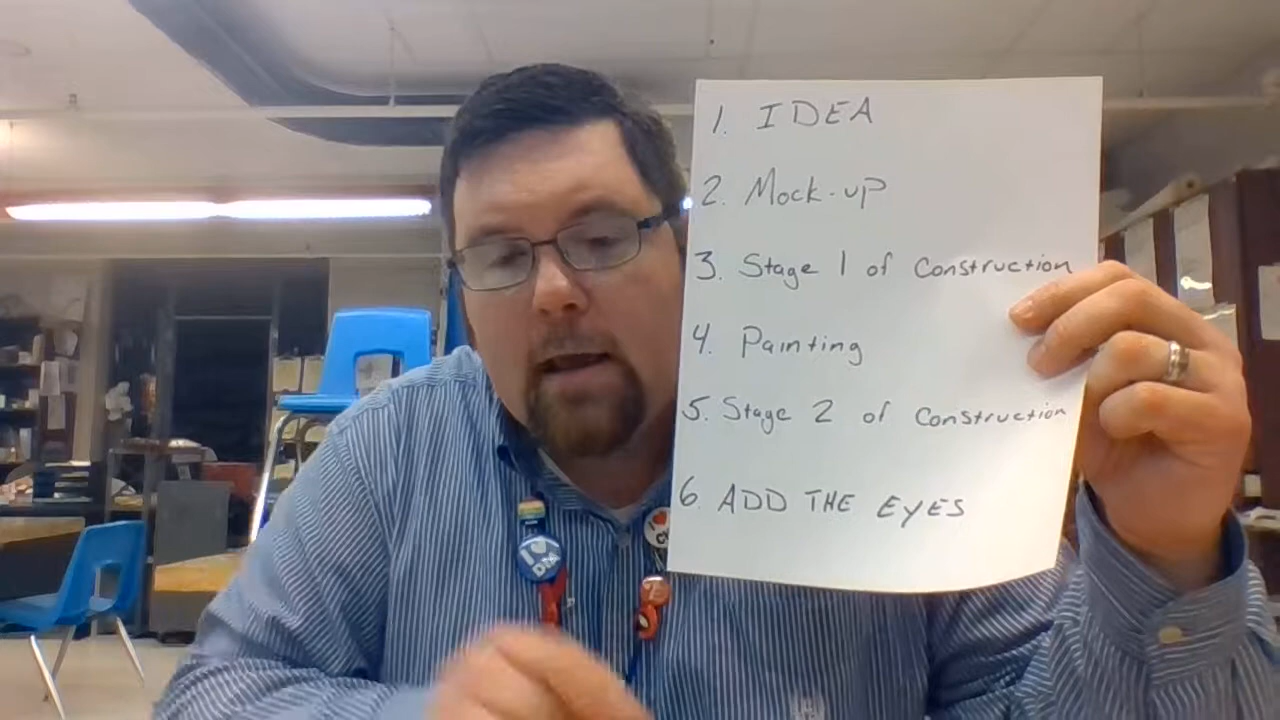 1. IDEA
2. Mock-up
3. Stage 1 of Construction
4. Painting
5. Stage 2 of Construction
6. ADD THE EYES
I